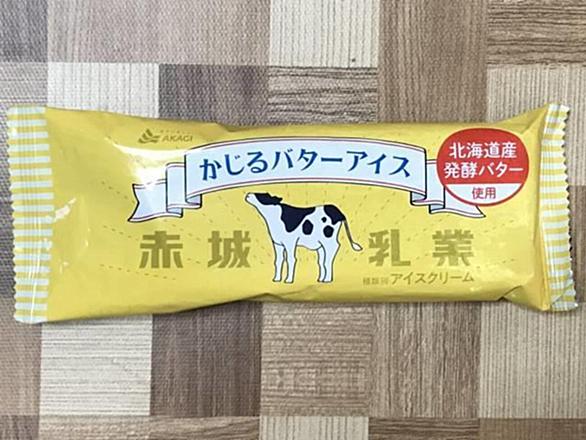 AKAGI
かじるバターアイス
北海道産
発酵バター
使用
赤城乳業
種類別 アイスクリーム